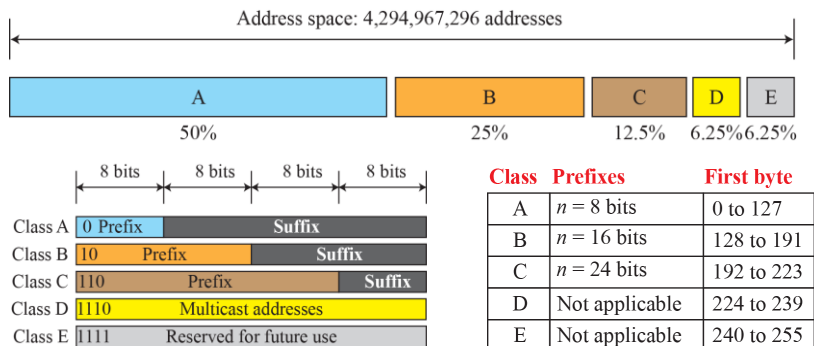 Address space: 4,294,967,296 addresses
A B C D E
50% 25% 12.5% 6.25% 6.25%
8 bits 8 bits 8 bits 8 bits
Class A 0 Prefix Suffix
Class B 10 Prefix Suffix
Class C 110 Prefix Suffix
Class D 1110 Multicast addresses
Class E 1111 Reserved for future use
Class Prefixes First byte
A n = 8 bits 0 to 127
B n = 16 bits 128 to 191
C n = 24 bits 192 to 223
D Not applicable 224 to 239
E Not applicable 240 to 255